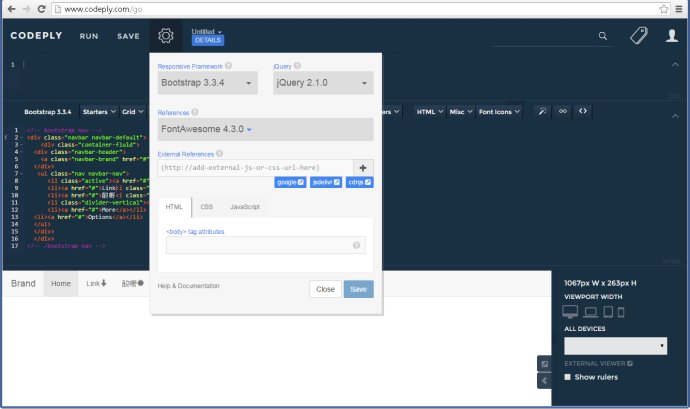 www.codeply.com/go
CODEPLY RUN SAVE Untitled
DETAILS
1
CSS
Responsive Framework jQuery
Bootstrap 3.3.4 jQuery 2.1.0
References
FontAwesome 4.3.0
External References
(http://add-external-js-or-css-url-here)
google jsdelivr cdnjs
HTML CSS JavaScript
<body> tag attributes
Help & Documentation Close Save
Bootstrap 3.3.4 Starters Grid HTML Misc Font Icons
1 <!-- bootstrap nav -->
2 <div class="navbar navbar-default">
3 <div class="container-fluid">
4 <div class="navbar-header">
5 <a class="navbar-brand" href="#"
6 </div>
7 <ul class="nav navbar-nav">
8 <li class="active"><a href="#"
9 <li><a href="#">Link<i class
10 <li><a href="#"> <i class=
11 <li class="divider-vertical">
12 <li><a href="#">More</a></li>
13 <li><a href="#">Options</a></li>
14 </ul>
15 </div>
16 </div>
17 <!-- /bootstrap nav -->
HTML
Brand Home Link
1067px W x 263px H
VIEWPORT WIDTH
ALL DEVICES
EXTERNAL VIEWER
Show rulers